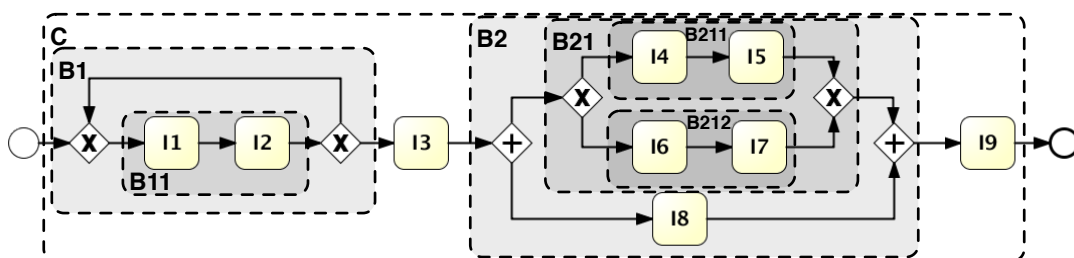 C
B1
X
I1
I2
B11
X
I3
B2
+
B21
X
B211
I4
I5
B212
I6
I7
X
I8
+
I9